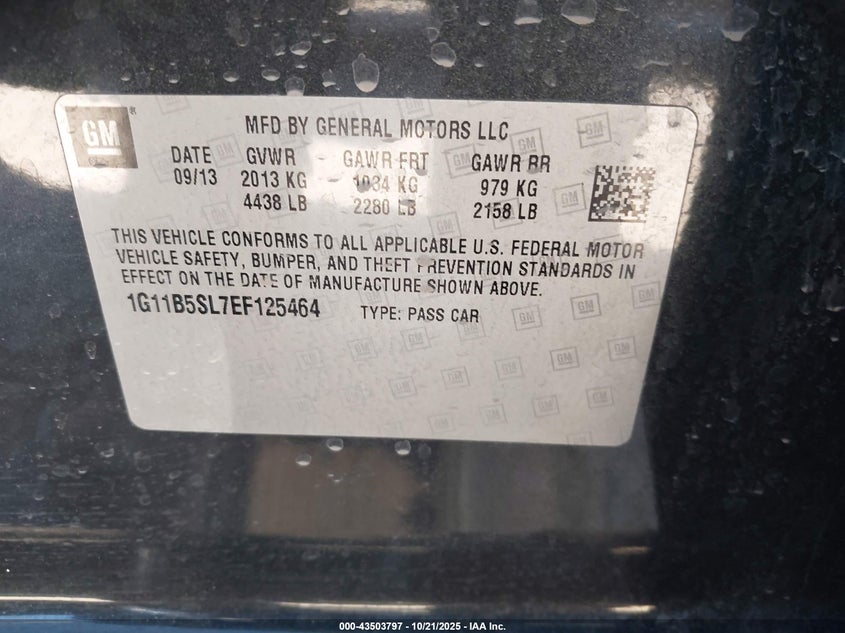 GM
MFD BY GENERAL MOTORS LLC
DATE GVWR GAWR FRT GAWR RR
09/13 2013 KG 1034 KG 979 KG
4438 LB 2280 LB 2158 LB
THIS VEHICLE CONFORMS TO ALL APPLICABLE U.S. FEDERAL MOTOR
VEHICLE SAFETY, BUMPER, AND THEFT PREVENTION STANDARDS IN
EFFECT ON THE DATE OF MANUFACTURE SHOWN ABOVE.
1G11B5SL7EF125464 TYPE: PASS CAR
000-43503797 - 10/21/2025 - IAA Inc.